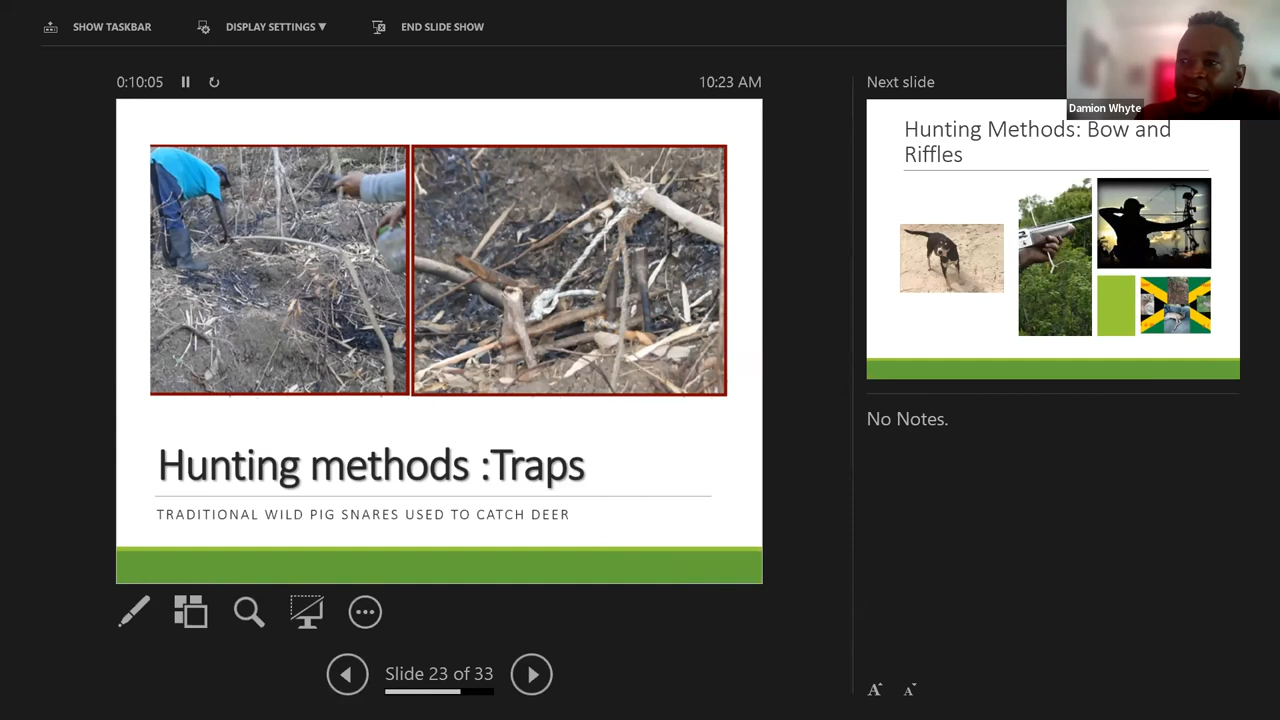 SHOW TASKBAR
DISPLAY SETTINGS ▼
END SLIDE SHOW
Damion Whyte
0:10:05
10:23 AM
Next slide
Hunting Methods: Bow and
Riffles
Hunting methods :Traps
TRADITIONAL WILD PIG SNARES USED TO CATCH DEER
No Notes.
Slide 23 of 33
A A